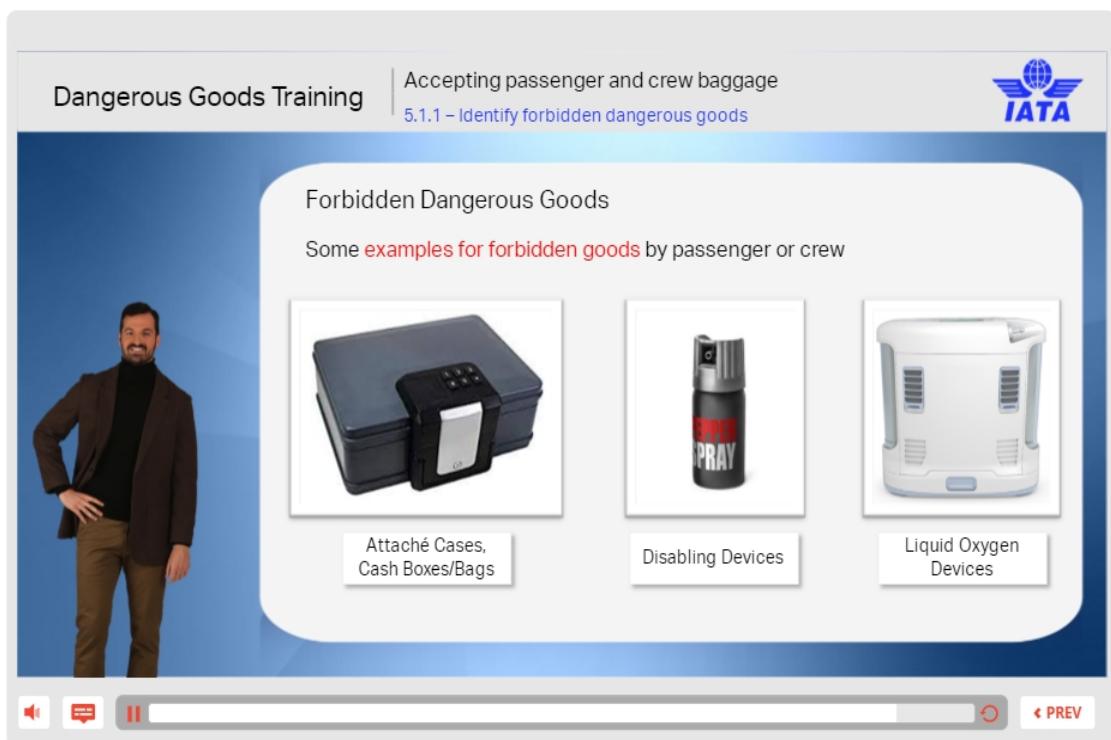 Dangerous Goods Training
Accepting passenger and crew baggage
5.1.1 – Identify forbidden dangerous goods
IATA
Forbidden Dangerous Goods
Some examples for forbidden goods by passenger or crew
PEPPER
SPRAY
Attaché Cases,
Cash Boxes/Bags
Disabling Devices
Liquid Oxygen
Devices
PREV